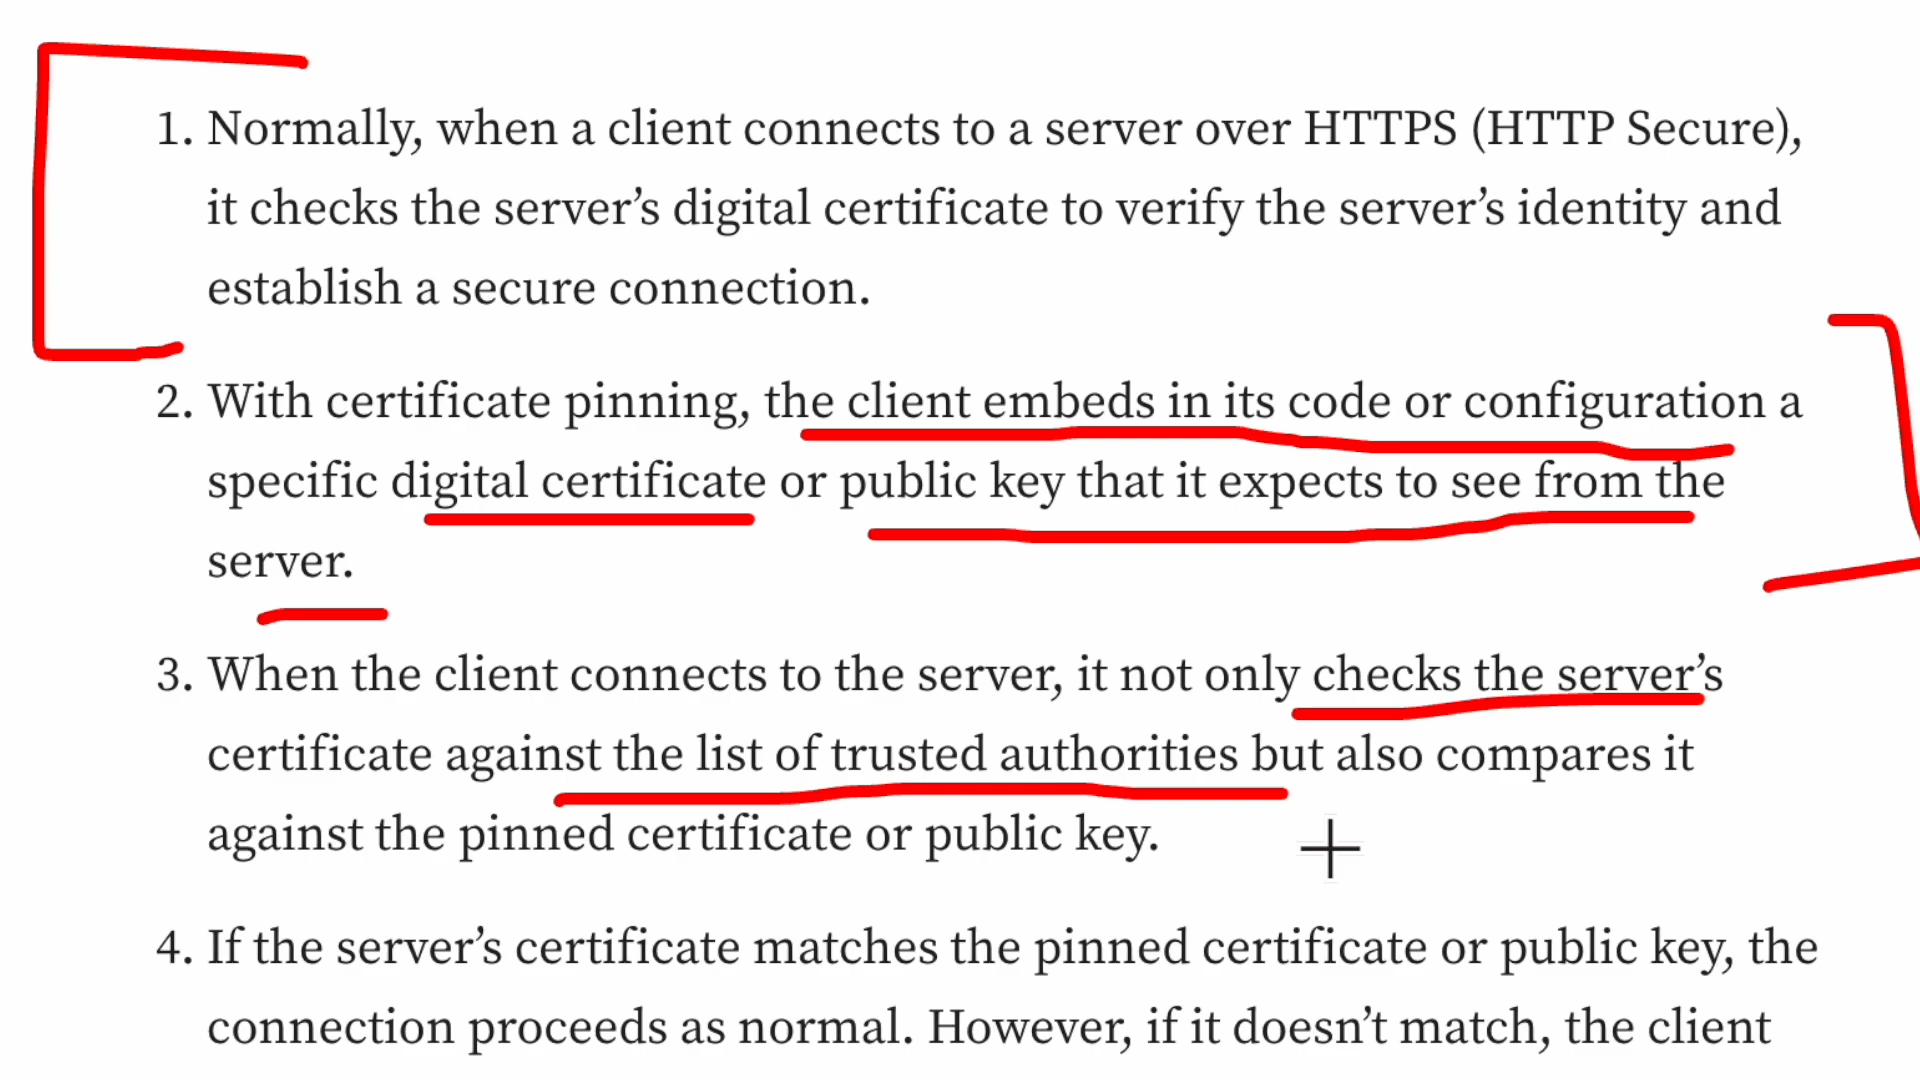 1. Normally, when a client connects to a server over HTTPS (HTTP Secure),
it checks the server’s digital certificate to verify the server’s identity and
establish a secure connection.
2. With certificate pinning, the client embeds in its code or configuration a
specific digital certificate or public key that it expects to see from the
server.
3. When the client connects to the server, it not only checks the server’s
certificate against the list of trusted authorities but also compares it
against the pinned certificate or public key.
4. If the server’s certificate matches the pinned certificate or public key, the
connection proceeds as normal. However, if it doesn’t match, the client